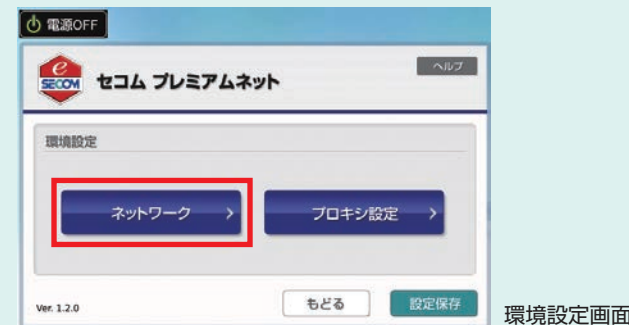 電源OFF
ヘルプ
e
SECOM
セコム プレミアムネット
環境設定
ネットワーク
プロキシ設定
Ver. 1.2.0
もどる
設定保存
環境設定画面